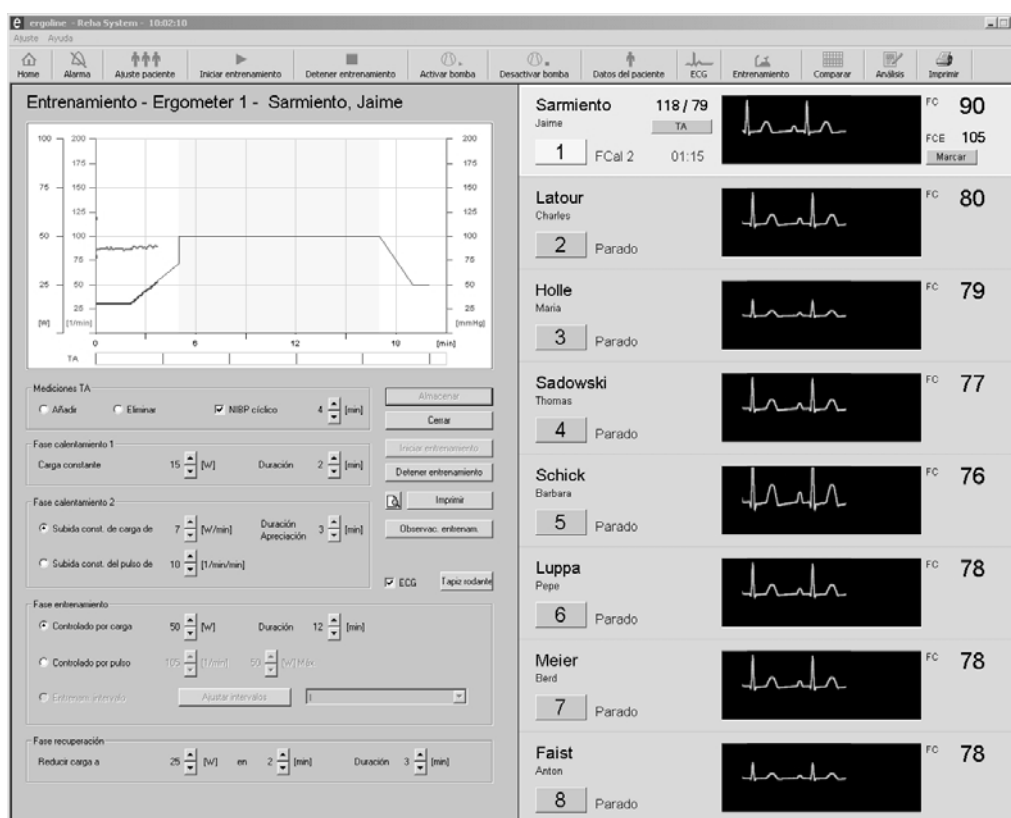 e ergoline - Reha System - 10:02:10
Ajuste Ayuda
Home Alarma Ajuste paciente Iniciar entrenamiento Detener entrenamiento Activar bomba Desactivar bomba Datos del paciente ECG Entrenamiento Comparar Análisis Imprimir
Entrenamiento - Ergometer 1 - Sarmiento, Jaime
100 200 200
175 175
75 150 150
125 125
50 100 100
75 75
25 50 50
25 25
[W] [1/min] [mmHg]
0 6 12 18 [min]
TA
Mediciones TA
Añadir Eliminar NIBP cíclico 4 [min]
Almacenar
Cerrar
Fase calentamiento 1
Carga constante 15 [W] Duración 2 [min]
Iniciar entrenamiento
Detener entrenamiento
Imprimir
Observac. entrenam.
Fase calentamiento 2
Subida const. de carga de 7 [W/min] Duración Apreciación 3 [min]
Subida const. del pulso de 10 [1/min/min]
ECG Tapiz rodante
Fase entrenamiento
Controlado por carga 50 [W] Duración 12 [min]
Controlado por pulso 105 [1/min] 50 [W] Máx
Entrenam. intervalo Ajustar intervalos
Fase recuperación
Reducir carga a 25 [W] en 2 [min] Duración 3 [min]
Sarmiento 118 / 79 FC 90
Jaime TA
FCE 105
1 FCal 2 01:15 Marcar
Latour FC 80
Charles
2 Parado
Holle FC 79
Maria
3 Parado
Sadowski FC 77
Thomas
4 Parado
Schick FC 76
Barbara
5 Parado
Luppa FC 78
Pepe
6 Parado
Meier FC 78
Berd
7 Parado
Faist FC 78
Anton
8 Parado